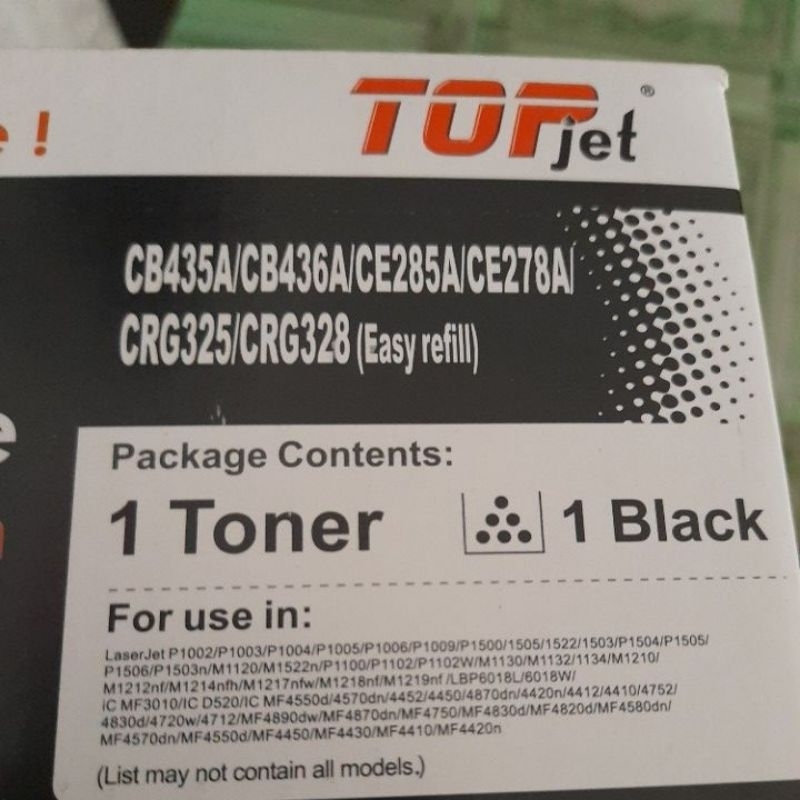 e !
TOPjet®
CB435A/CB436A/CE285A/CE278A/
CRG325/CRG328 (Easy refill)
Package Contents:
1 Toner 1 Black
For use in:
LaserJet P1002/P1003/P1004/P1005/P1006/P1009/P1500/1505/1522/1503/P1504/P1505/
P1506/P1503n/M1120/M1522n/P1100/P1102/P1102W/M1130/M1132/1134/M1210/
M1212nf/M1214nfh/M1217nfw/M1218nf/M1219nf /LBP6018L/6018W/
iC MF3010/IC D520/IC MF4550d/4570dn/4452/4450/4870dn/4420n/4412/4410/4752/
4830d/4720w/4712/MF4890dw/MF4870dn/MF4750/MF4830d/MF4820d/MF4580dn/
MF4570dn/MF4550d/MF4450/MF4430/MF4410/MF4420n
(List may not contain all models.)